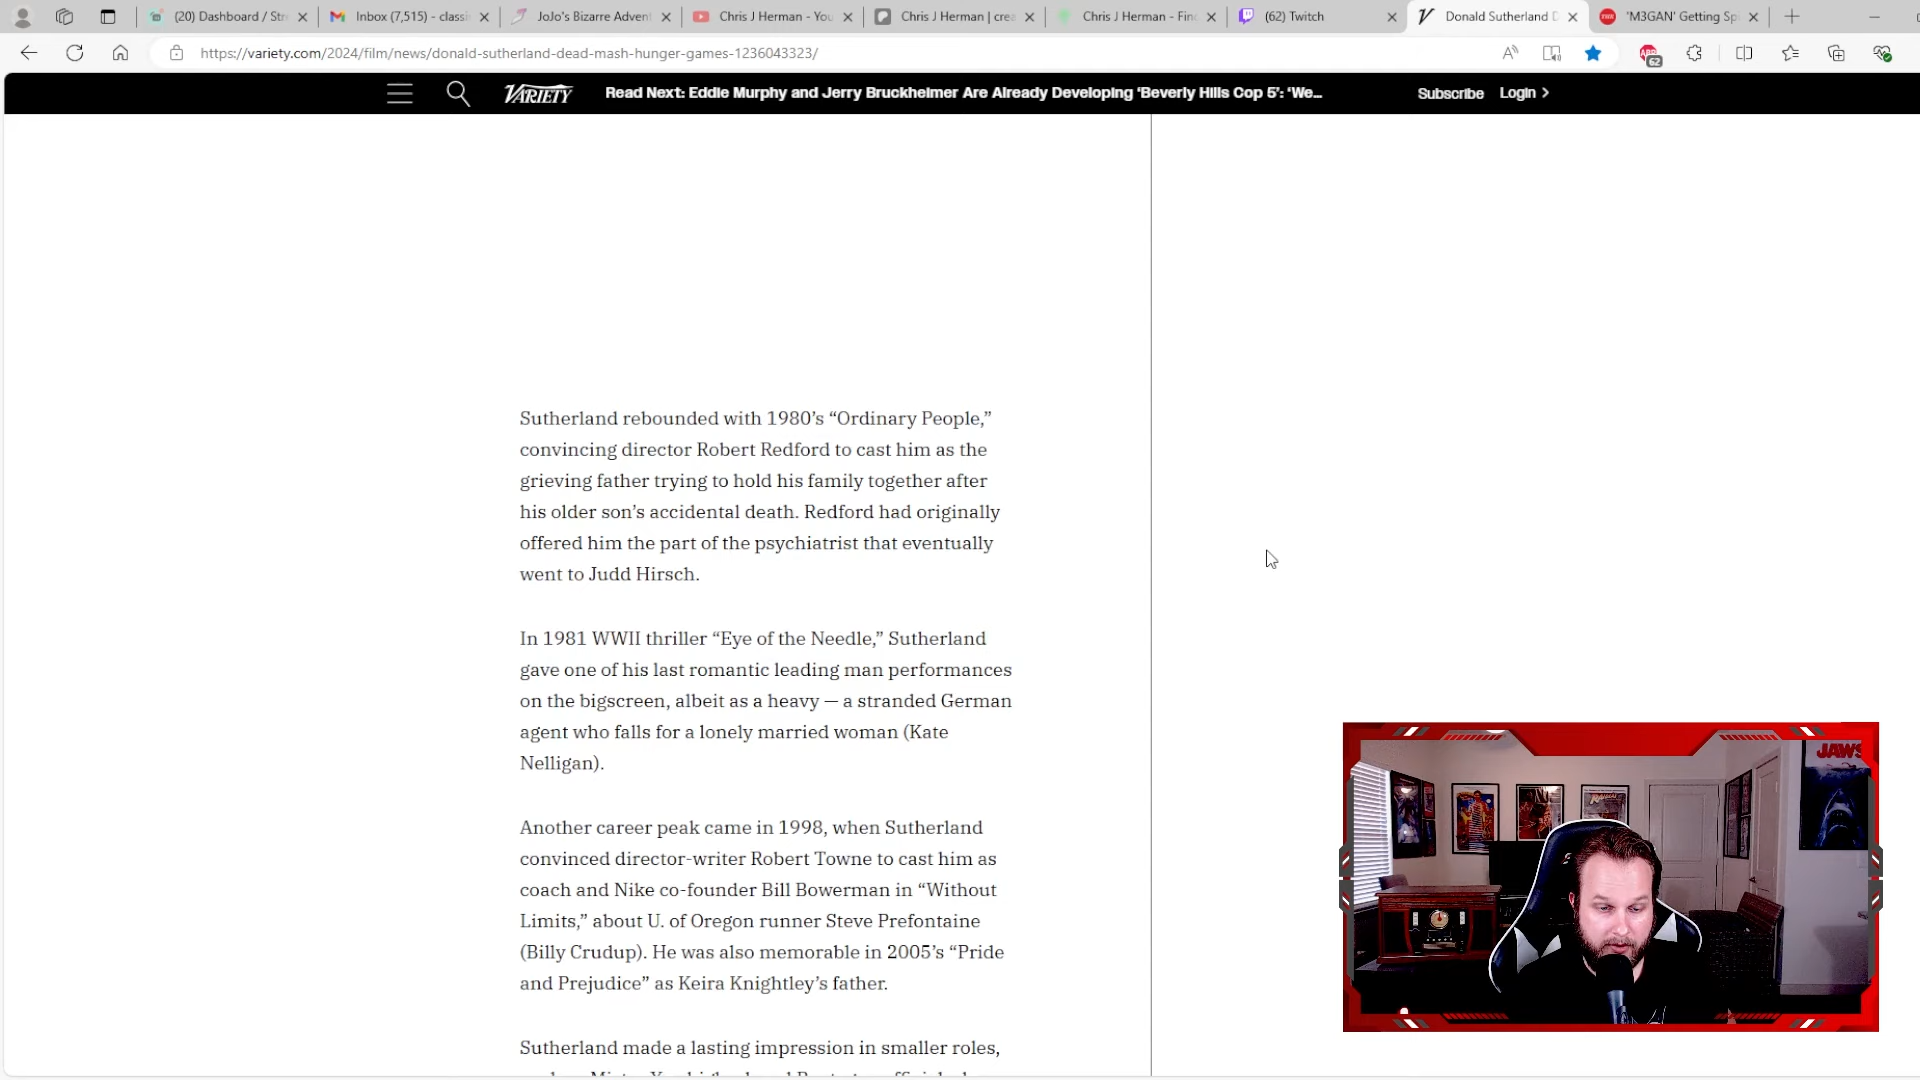 (20) Dashboard / Str
Inbox (7,515) - classi
JoJo's Bizarre Advent
Chris J Herman - You
Chris J Herman | crea
Chris J Herman - Find
(62) Twitch
Donald Sutherland D
'M3GAN' Getting Sp
https://variety.com/2024/film/news/donald-sutherland-dead-mash-hunger-games-1236043323/
62
VARIETY
Read Next: Eddie Murphy and Jerry Bruckheimer Are Already Developing ‘Beverly Hills Cop 5’: ‘We...
Subscribe
Login
Sutherland rebounded with 1980’s “Ordinary People,”
convincing director Robert Redford to cast him as the
grieving father trying to hold his family together after
his older son’s accidental death. Redford had originally
offered him the part of the psychiatrist that eventually
went to Judd Hirsch.
In 1981 WWII thriller “Eye of the Needle,” Sutherland
gave one of his last romantic leading man performances
on the bigscreen, albeit as a heavy — a stranded German
agent who falls for a lonely married woman (Kate
Nelligan).
Another career peak came in 1998, when Sutherland
convinced director-writer Robert Towne to cast him as
coach and Nike co-founder Bill Bowerman in “Without
Limits,” about U. of Oregon runner Steve Prefontaine
(Billy Crudup). He was also memorable in 2005’s “Pride
and Prejudice” as Keira Knightley’s father.
Sutherland made a lasting impression in smaller roles,
JAWS